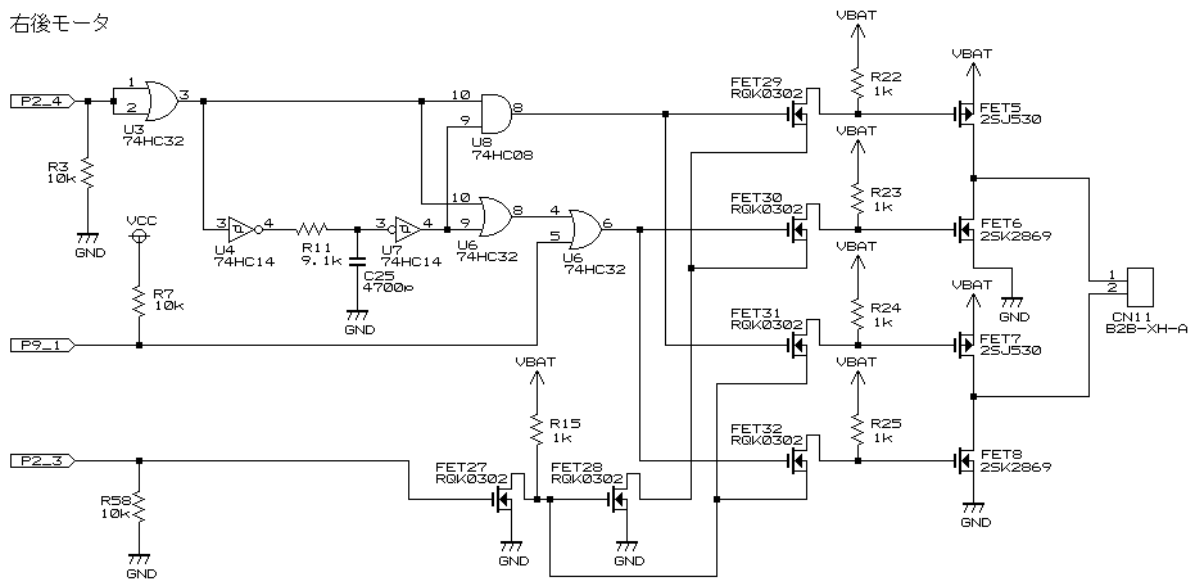 右後モータ
VBAT
VBAT
FET29
RQK0302
R22
1k
FET5
2SJ530
P2_4
1
2
3
U3
74HC32
10
9
8
U8
74HC08
VBAT
R3
10k
FET30
RQK0302
R23
1k
GND
VCC
3
4
U4
74HC14
R11
9.1k
3
4
U7
74HC14
C25
4700p
GND
10
9
8
U6
74HC32
4
5
6
U6
74HC32
FET6
2SK2869
VBAT
GND
VBAT
1
2
CN11
B2B-XH-A
R7
10k
FET31
RQK0302
R24
1k
FET7
2SJ530
P9_1
VBAT
VBAT
R15
1k
FET32
RQK0302
R25
1k
P2_3
FET27
RQK0302
FET28
RQK0302
FET8
2SK2869
R58
10k
GND
GND
GND
GND